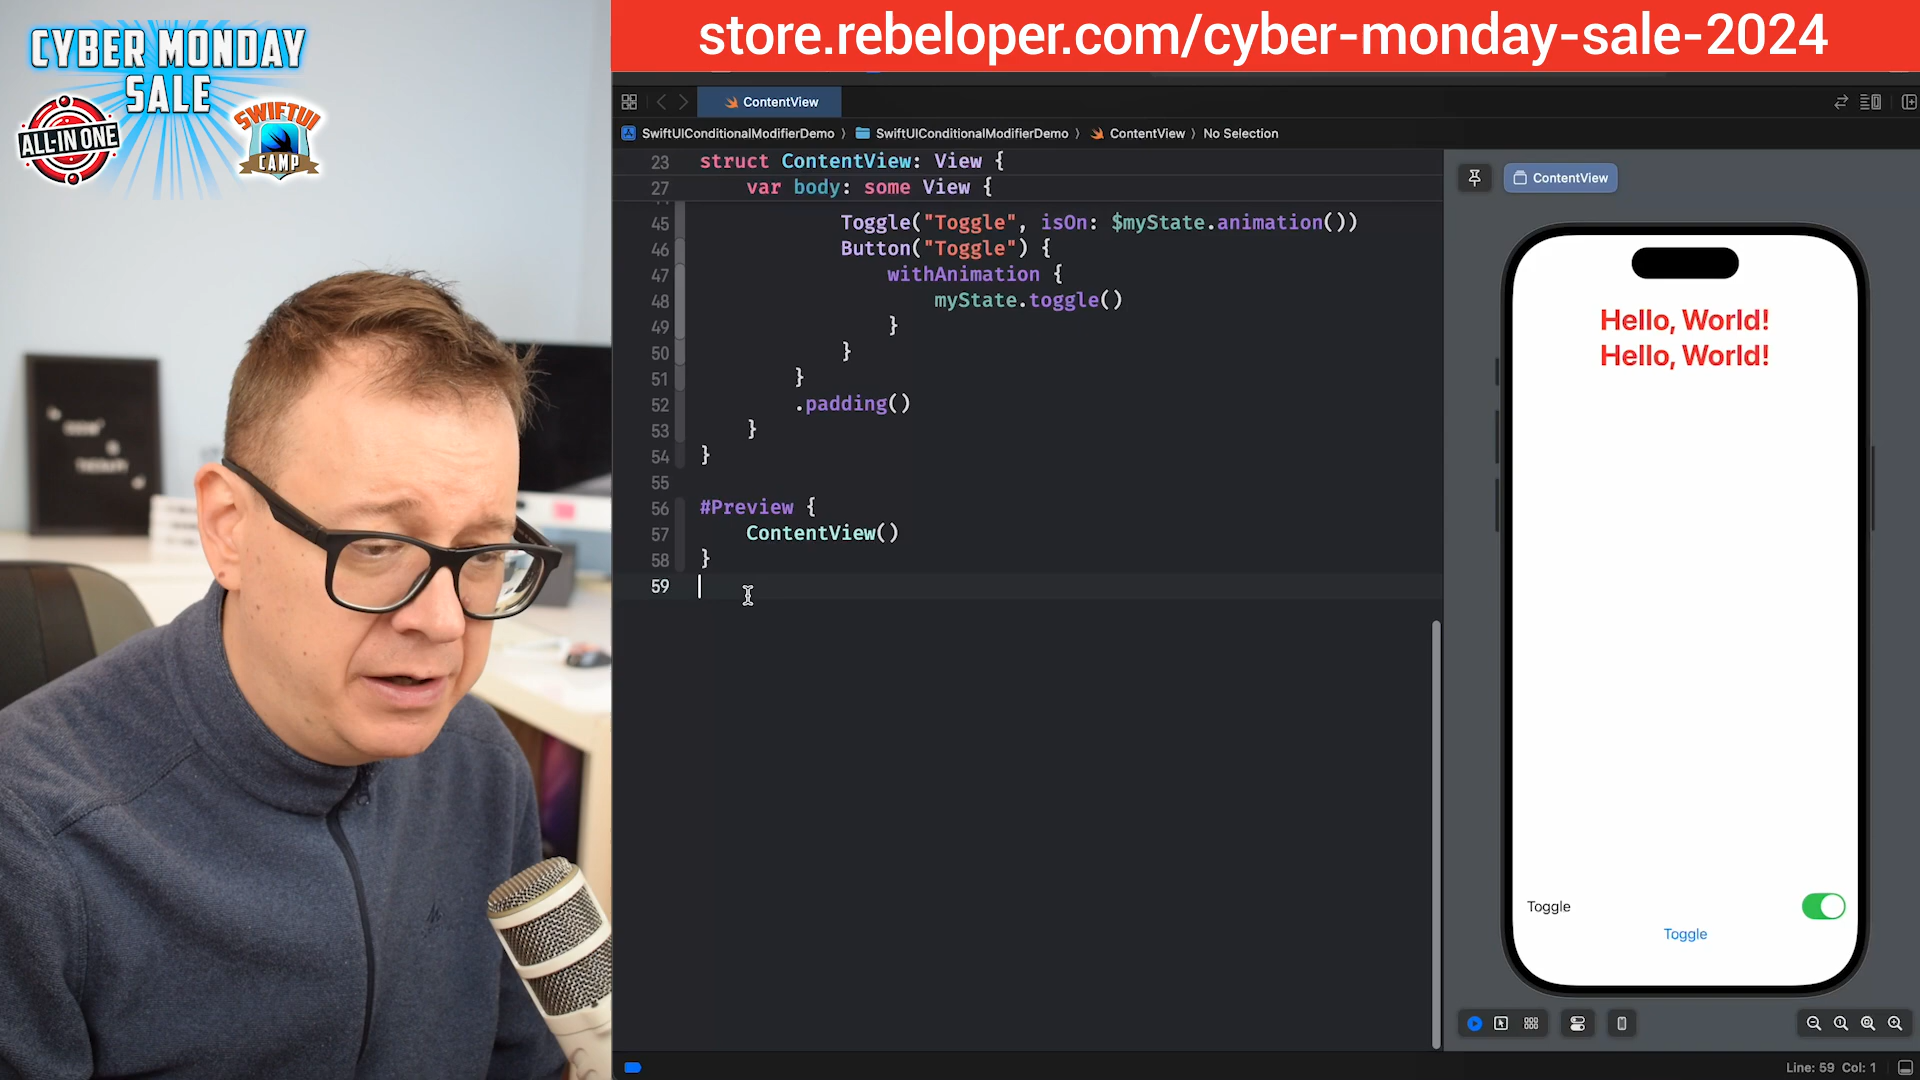 CYBER MONDAY
SALE
ALL-IN ONE
SWIFTUI
CAMP
store.rebeloper.com/cyber-monday-sale-2024
ContentView
SwiftUIConditionalModifierDemo 〉 SwiftUIConditionalModifierDemo 〉 ContentView 〉 No Selection
23 struct ContentView: View {
27 var body: some View {
45 Toggle("Toggle", isOn: $myState.animation())
46 Button("Toggle") {
47 withAnimation {
48 myState.toggle()
49 }
50 }
51 }
52 .padding()
53 }
54 }
55
56 #Preview {
57 ContentView()
58 }
59
ContentView
Hello, World!
Hello, World!
Toggle
Toggle
Line: 59 Col: 1